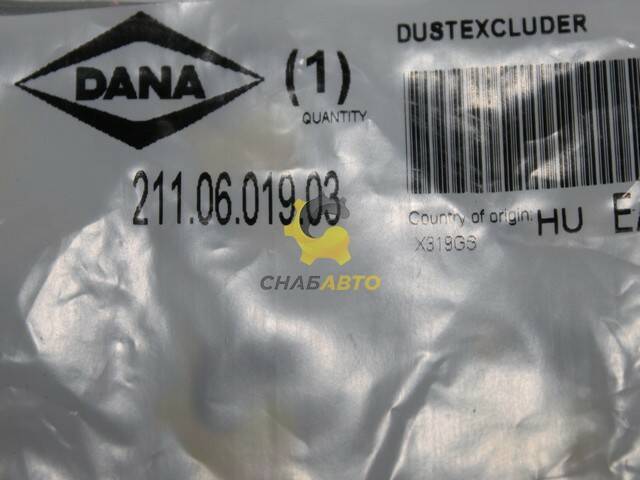 DANA
(1)
QUANTITY
DUSTEXCLUDER
211.06.019.03
Country of origin: HU
X319GS
СНАБАВТО